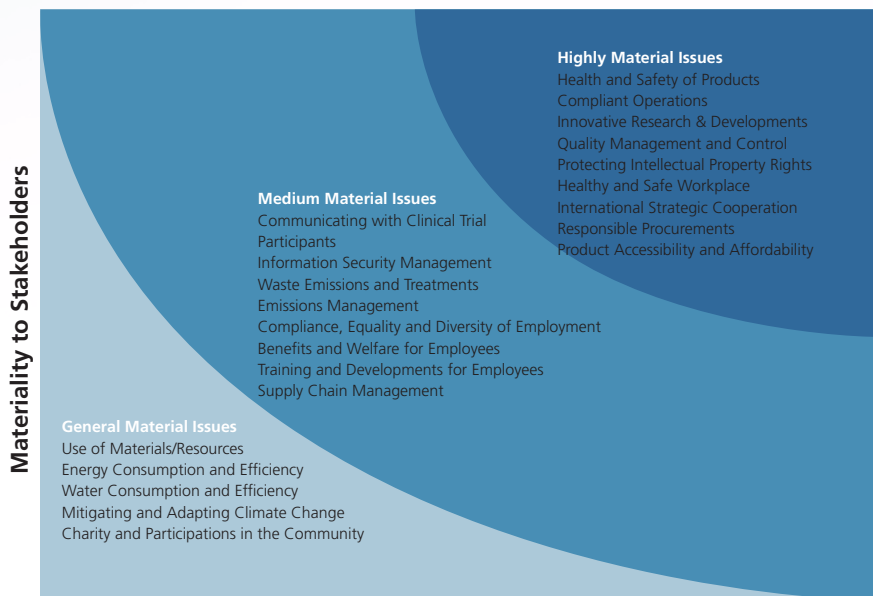 Materiality to Stakeholders
Highly Material Issues
Health and Safety of Products
Compliant Operations
Innovative Research & Developments
Quality Management and Control
Protecting Intellectual Property Rights
Healthy and Safe Workplace
International Strategic Cooperation
Responsible Procurements
Product Accessibility and Affordability
Medium Material Issues
Communicating with Clinical Trial
Participants
Information Security Management
Waste Emissions and Treatments
Emissions Management
Compliance, Equality and Diversity of Employment
Benefits and Welfare for Employees
Training and Developments for Employees
Supply Chain Management
General Material Issues
Use of Materials/Resources
Energy Consumption and Efficiency
Water Consumption and Efficiency
Mitigating and Adapting Climate Change
Charity and Participations in the Community